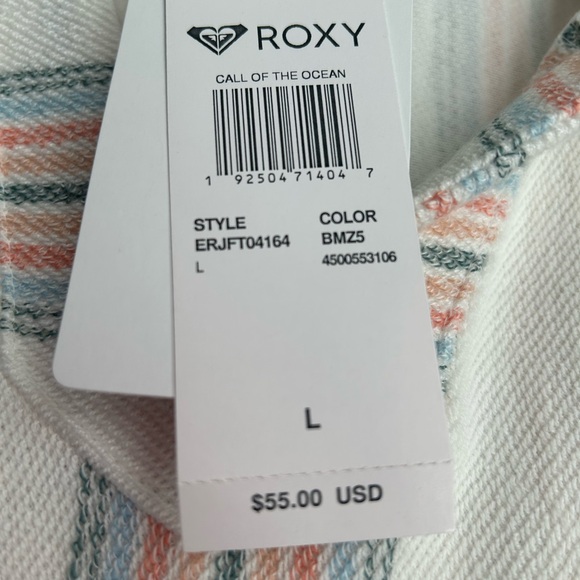 ROXY
CALL OF THE OCEAN
1 92504 71404 7
STYLE COLOR
ERJFT04164 BMZ5
L 4500553106
L
$55.00 USD